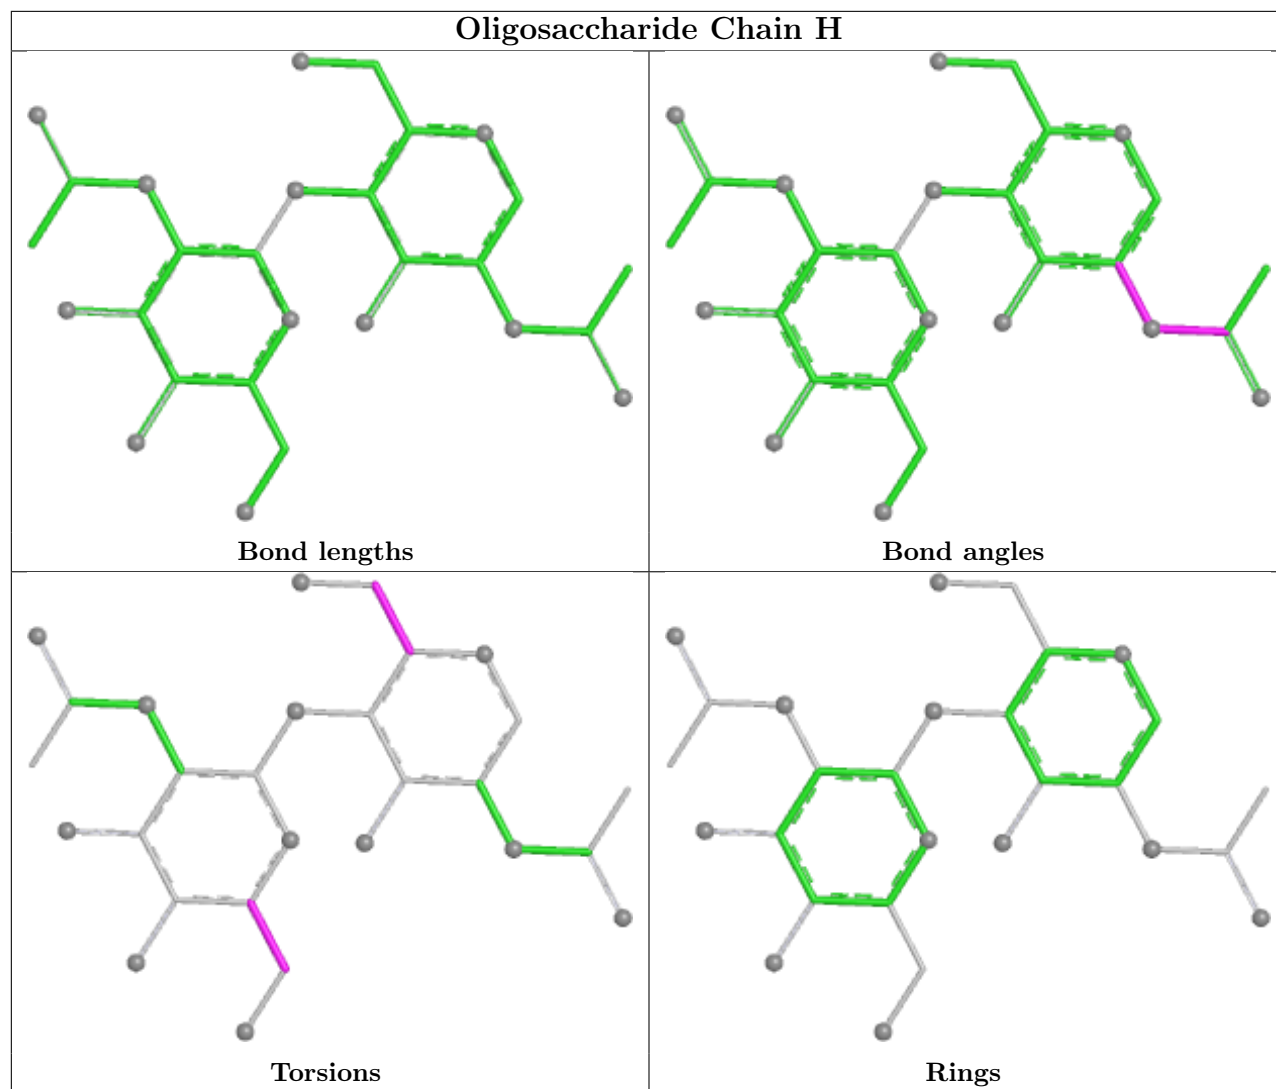 Oligosaccharide Chain H
Bond lengths
Bond angles
Torsions
Rings